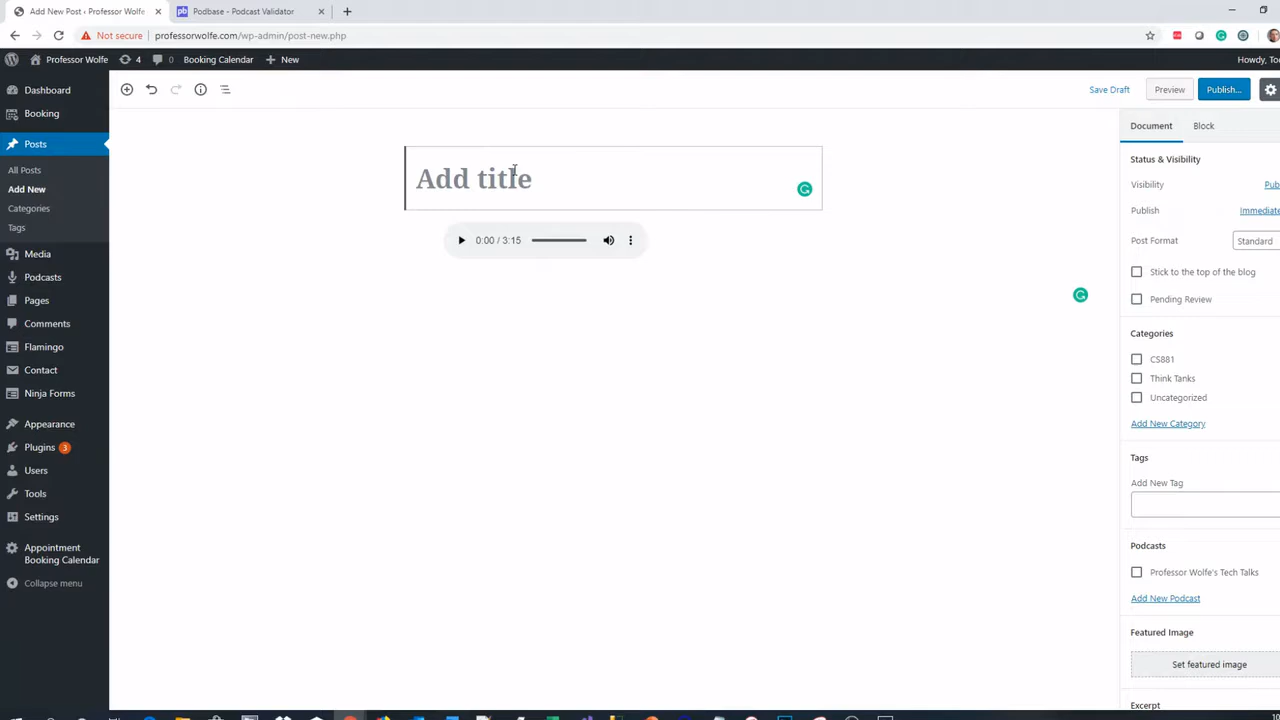 Add New Post ‹ Professor Wolfe
Podbase - Podcast Validator
Not secure
professorwolfe.com/wp-admin/post-new.php
Professor Wolfe
4
0
Booking Calendar
New
Howdy, To
Dashboard
Booking
Posts
All Posts
Add New
Categories
Tags
Media
Podcasts
Pages
Comments
Flamingo
Contact
Ninja Forms
Appearance
Plugins 3
Users
Tools
Settings
Appointment
Booking Calendar
Collapse menu
Save Draft
Preview
Publish...
Add title
0:00 / 3:15
Document
Block
Status & Visibility
Visibility
Pub
Publish
Immediate
Post Format
Standard
Stick to the top of the blog
Pending Review
Categories
CS881
Think Tanks
Uncategorized
Add New Category
Tags
Add New Tag
Podcasts
Professor Wolfe's Tech Talks
Add New Podcast
Featured Image
Set featured image
Excerpt